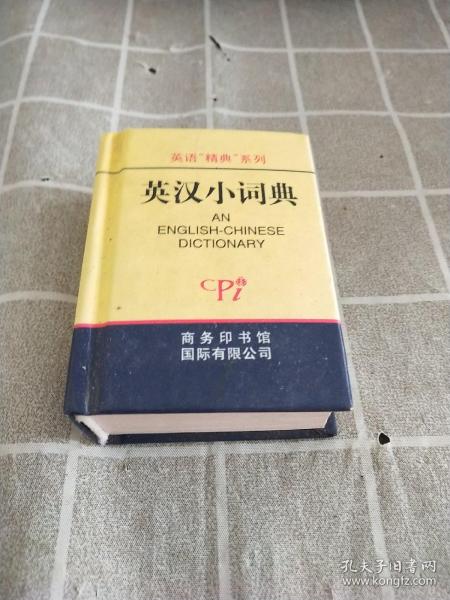 英语"精典"系列
英汉小词典
AN
ENGLISH-CHINESE
DICTIONARY
CPi
商务印书馆
国际有限公司
孔夫子旧书网
www.kongfz.com